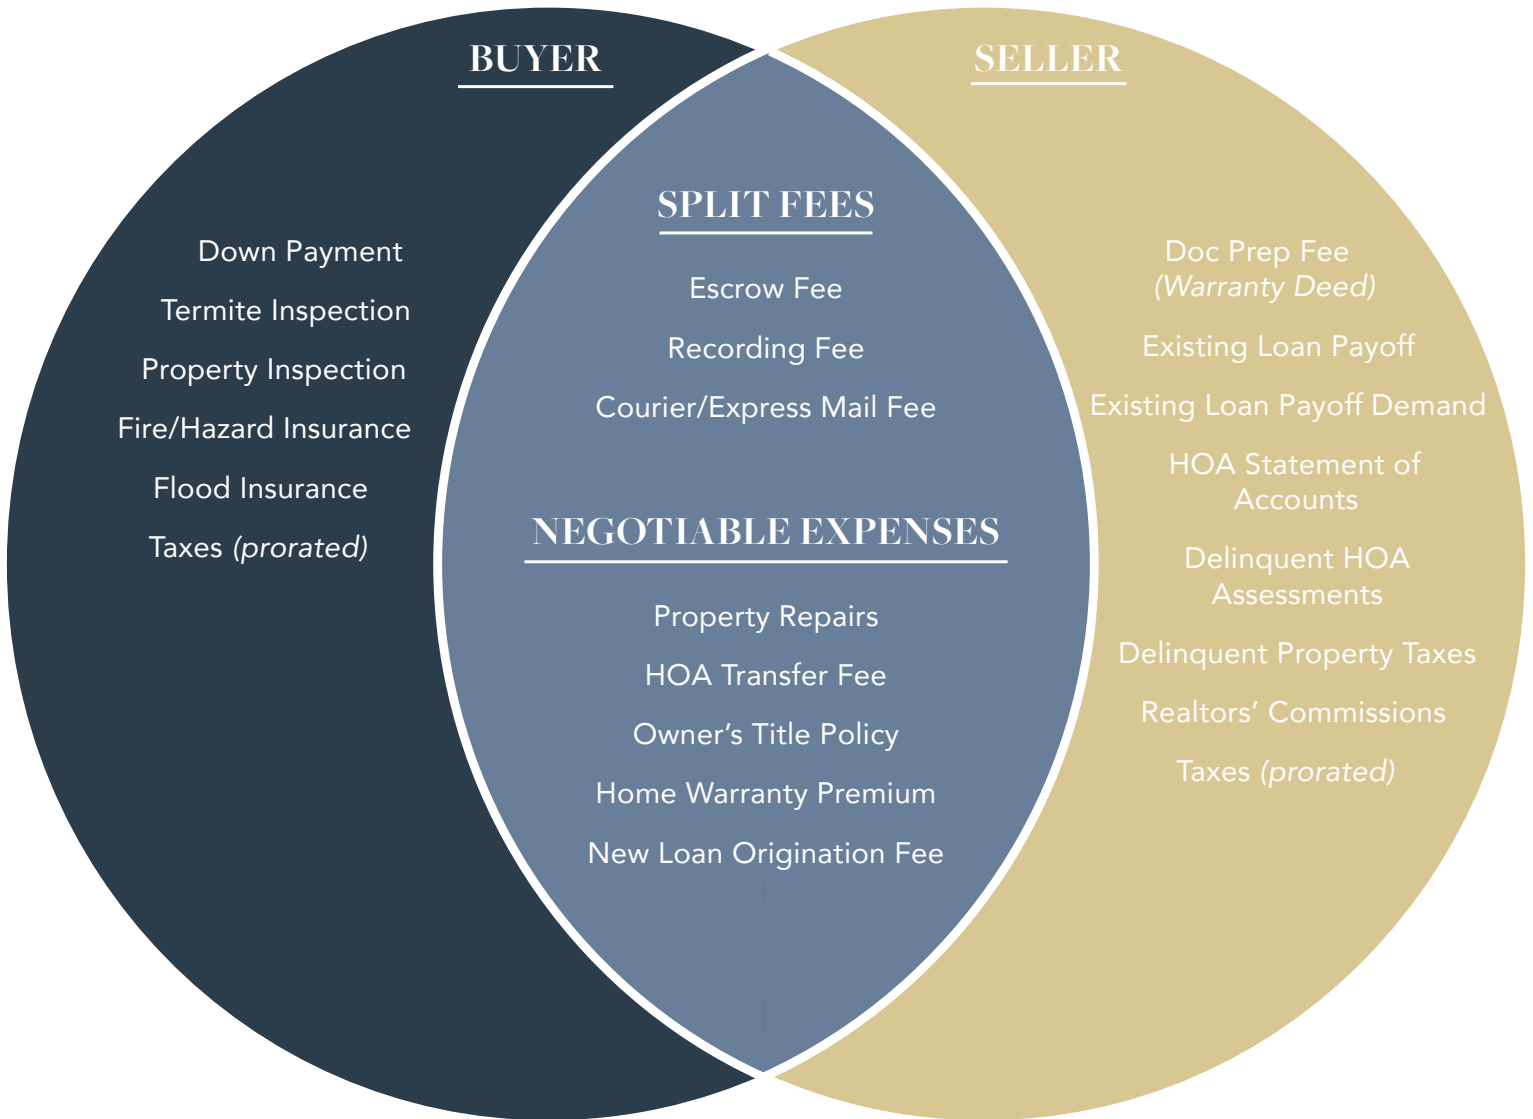 BUYER
Down Payment
Termite Inspection
Property Inspection
Fire/Hazard Insurance
Flood Insurance
Taxes (prorated)
SPLIT FEES
Escrow Fee
Recording Fee
Courier/Express Mail Fee
NEGOTIABLE EXPENSES
Property Repairs
HOA Transfer Fee
Owner’s Title Policy
Home Warranty Premium
New Loan Origination Fee
SELLER
Doc Prep Fee
(Warranty Deed)
Existing Loan Payoff
Existing Loan Payoff Demand
HOA Statement of
Accounts
Delinquent HOA
Assessments
Delinquent Property Taxes
Realtors’ Commissions
Taxes (prorated)